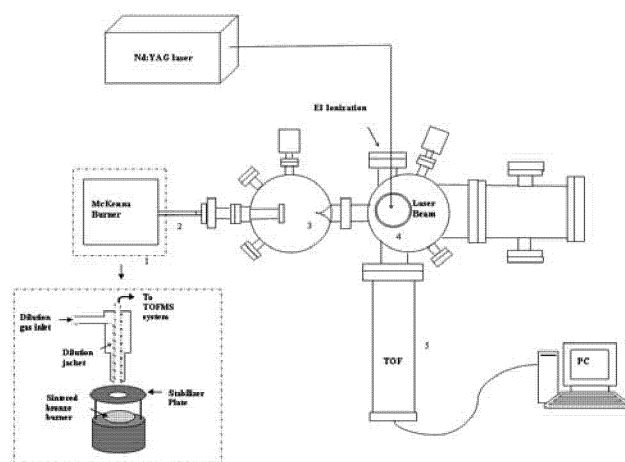 Nd:YAG laser
EI Ionization
McKenna
Burner
Laser
Beam
1
2
3
4
5
To
TOFMS
system
Dilution
gas inlet
Dilution
jacket
Stabilizer
Plate
Sintered
bronze
burner
TOF
PC